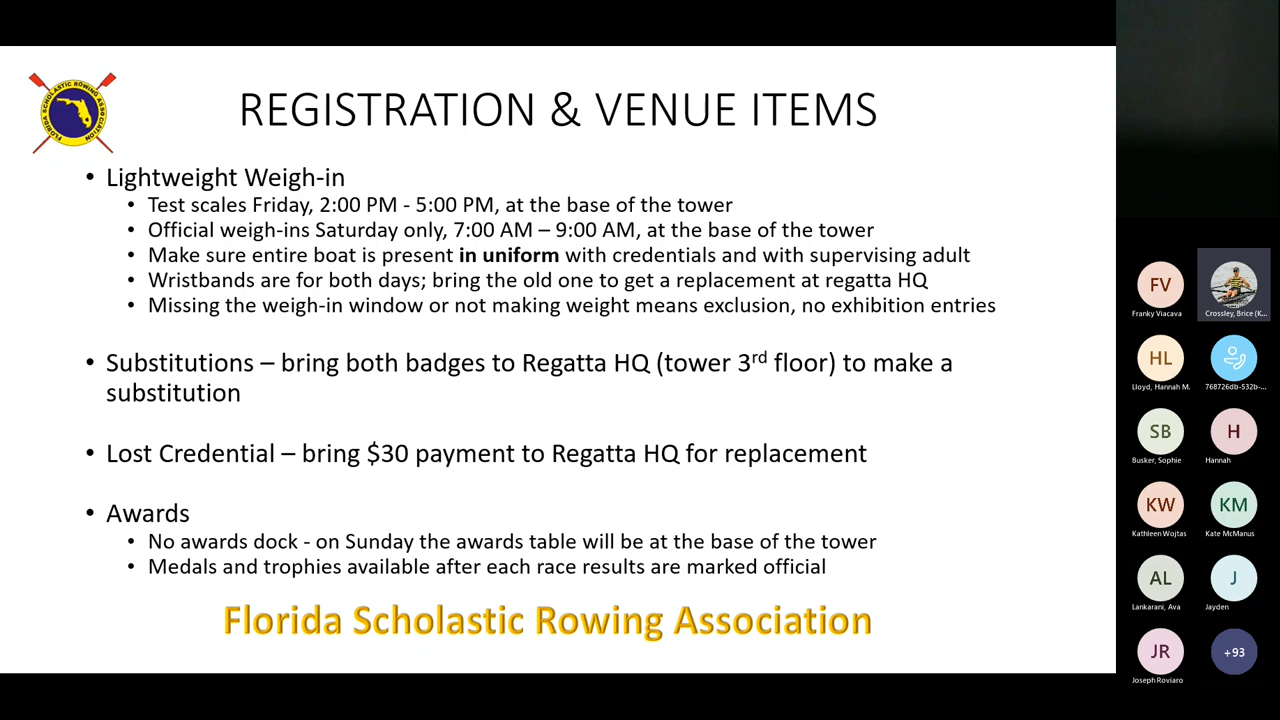 FLORIDA SCHOLASTIC ROWING ASSOCIATION
REGISTRATION & VENUE ITEMS
• Lightweight Weigh-in
• Test scales Friday, 2:00 PM - 5:00 PM, at the base of the tower
• Official weigh-ins Saturday only, 7:00 AM – 9:00 AM, at the base of the tower
• Make sure entire boat is present in uniform with credentials and with supervising adult
• Wristbands are for both days; bring the old one to get a replacement at regatta HQ
• Missing the weigh-in window or not making weight means exclusion, no exhibition entries
• Substitutions – bring both badges to Regatta HQ (tower 3rd floor) to make a
substitution
• Lost Credential – bring $30 payment to Regatta HQ for replacement
• Awards
• No awards dock - on Sunday the awards table will be at the base of the tower
• Medals and trophies available after each race results are marked official
Florida Scholastic Rowing Association
FV
Franky Viacava
Crossley, Brice (K...
HL
Lloyd, Hannah M.
768726db-532b-...
SB
Busker, Sophie
H
Hannah
KW
Kathleen Wojtas
KM
Kate McManus
AL
Lankarani, Ava
J
Jayden
JR
Joseph Roviaro
+93